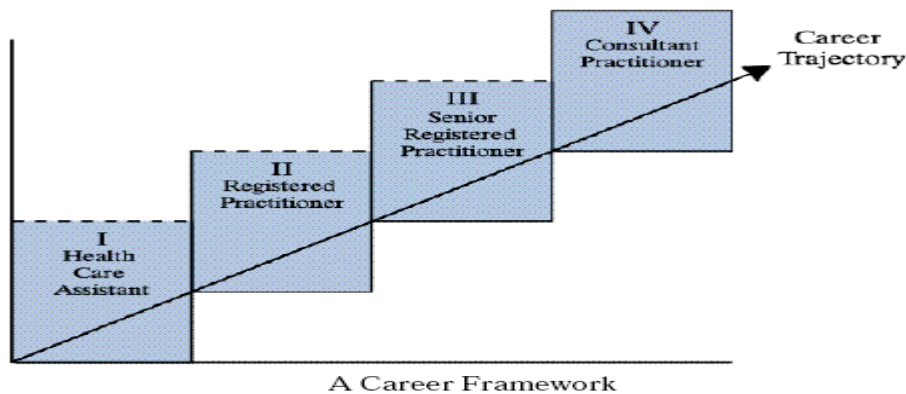 IV
Consultant
Practitioner
Career
Trajectory
III
Senior
Registered
Practitioner
II
Registered
Practitioner
I
Health
Care
Assistant
A Career Framework